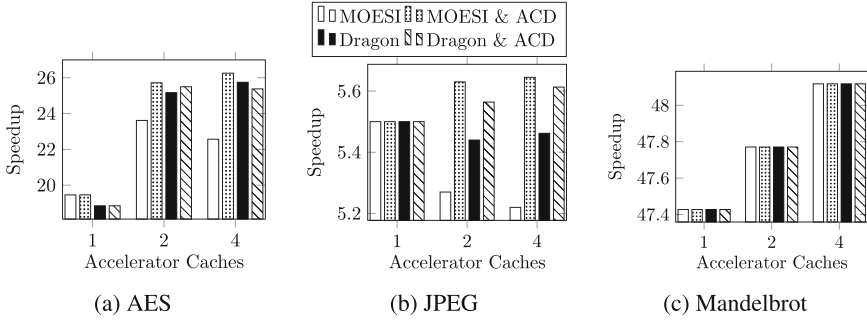 MOESI MOESI & ACD
Dragon Dragon & ACD
Speedup
26
24
22
20
1 2 4
Accelerator Caches
(a) AES
Speedup
5.6
5.4
5.2
1 2 4
Accelerator Caches
(b) JPEG
Speedup
48
47.8
47.6
47.4
1 2 4
Accelerator Caches
(c) Mandelbrot